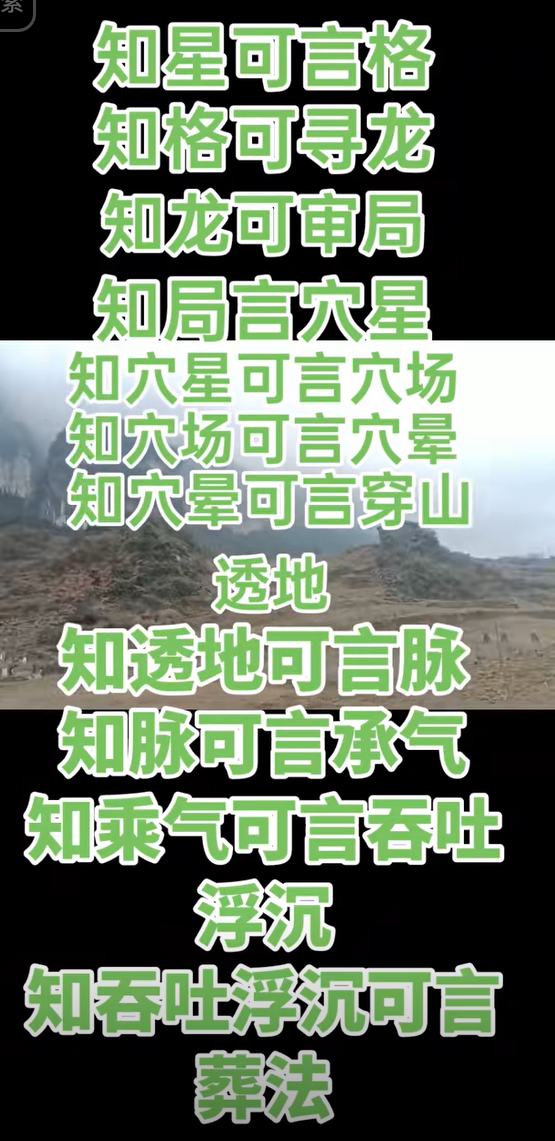 索
知星可言格
知格可寻龙
知龙可审局
知局言穴星
知穴星可言穴场
知穴场可言穴晕
知穴晕可言穿山
透地
知透地可言脉
知脉可言承气
知乘气可言吞吐
浮沉
知吞吐浮沉可言
葬法